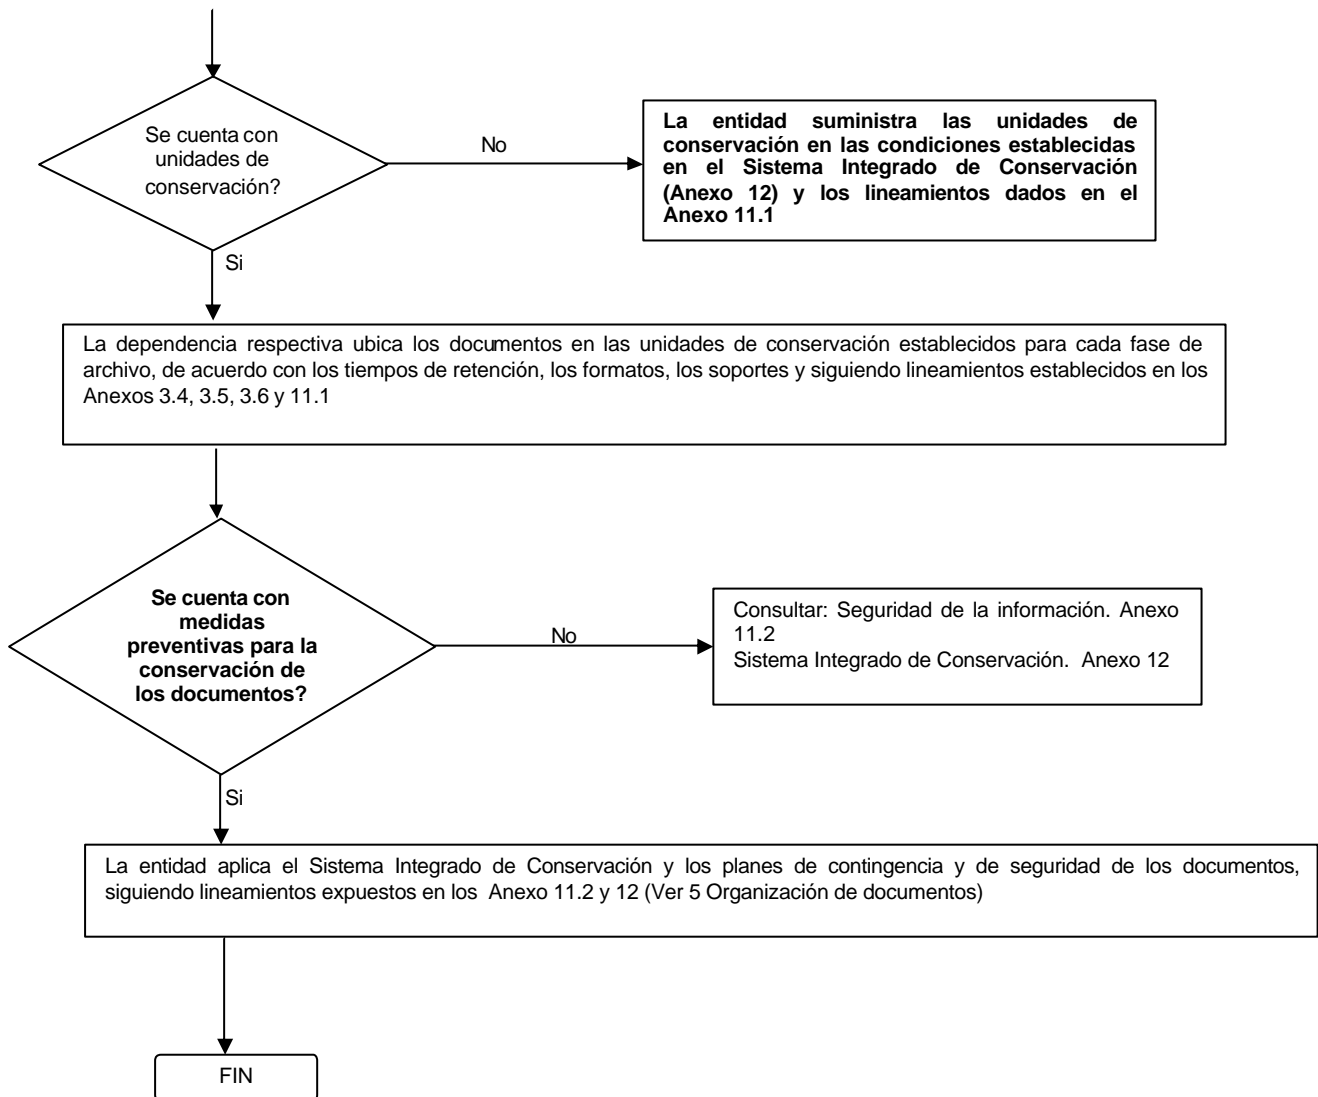 Se cuenta con
unidades de
conservación?
No
La entidad suministra las unidades de
conservación en las condiciones establecidas
en el Sistema Integrado de Conservación
(Anexo 12) y los lineamientos dados en el
Anexo 11.1
Si
La dependencia respectiva ubica los documentos en las unidades de conservación establecidos para cada fase de
archivo, de acuerdo con los tiempos de retención, los formatos, los soportes y siguiendo lineamientos establecidos en los
Anexos 3.4, 3.5, 3.6 y 11.1
Se cuenta con
medidas
preventivas para la
conservación de
los documentos?
No
Consultar: Seguridad de la información. Anexo
11.2
Sistema Integrado de Conservación. Anexo 12
Si
La entidad aplica el Sistema Integrado de Conservación y los planes de contingencia y de seguridad de los documentos,
siguiendo lineamientos expuestos en los Anexo 11.2 y 12 (Ver 5 Organización de documentos)
FIN